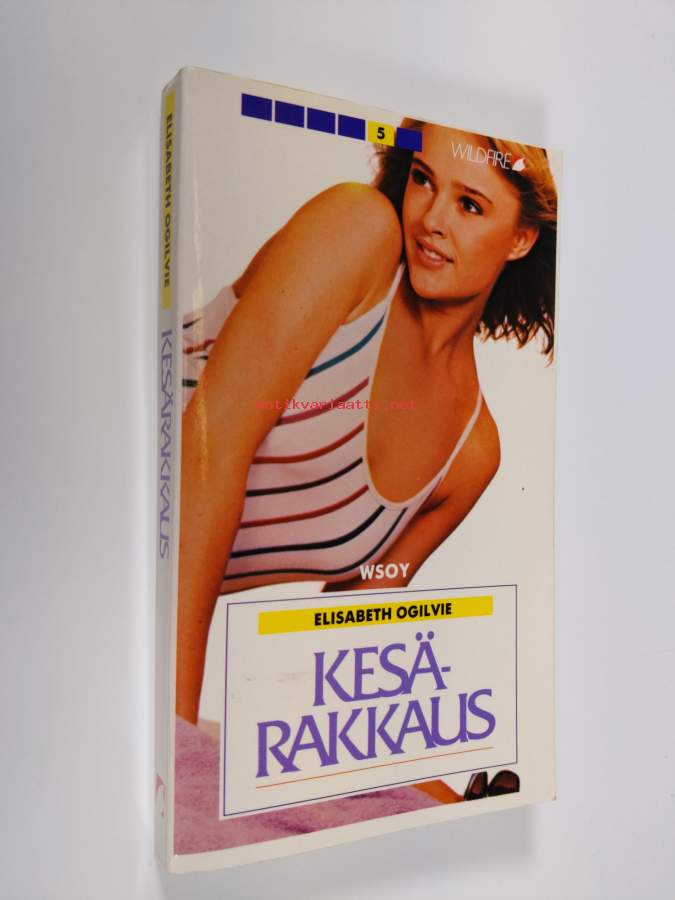 ELISABETH OGILVIE
KESÄRAKKAUS
5
WILDFIRE
antikvariaatti.net
WSOY
ELISABETH OGILVIE
KESÄ-
RAKKAUS